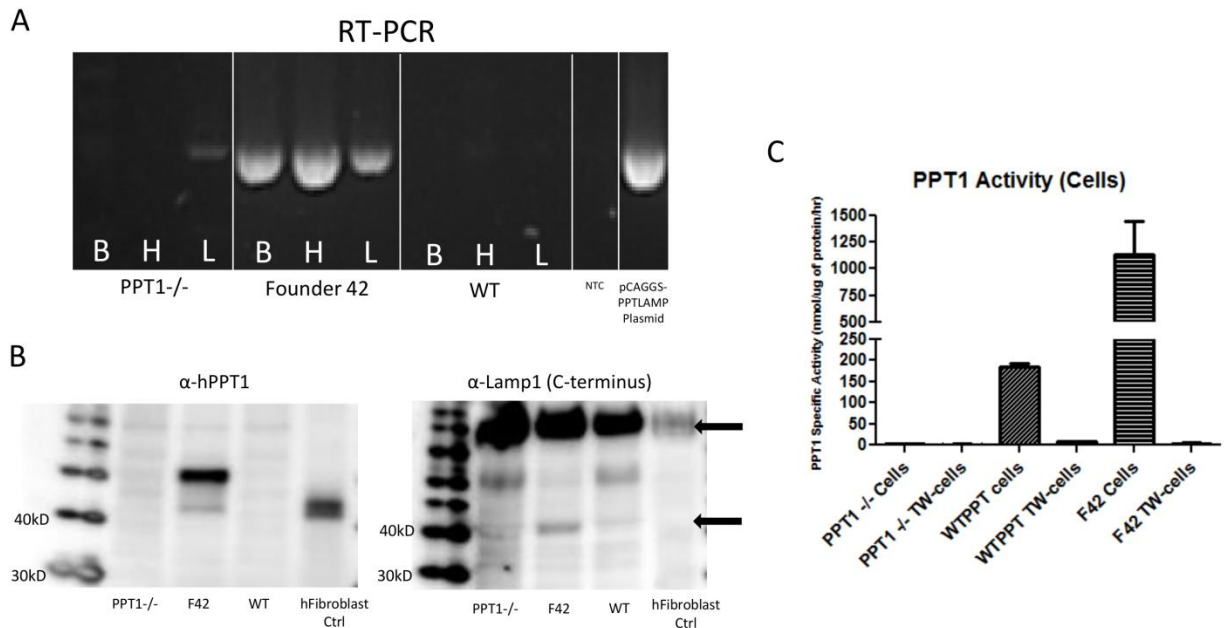 A
RT-PCR
B H L B H L B H L
PPT1-/- Founder 42 WT NTC pCAGGS-
PPTLAMP
Plasmid
B
α-hPPT1
40kD
30kD
PPT1-/- F42 WT hFibroblast
Ctrl
α-Lamp1 (C-terminus)
40kD
30kD
PPT1-/- F42 WT hFibroblast
Ctrl
C
PPT1 Activity (Cells)
PPT1 Specific Activity (nmol/ug of protein/hr)
1500
1250
1000
750
500
250
200
150
100
50
0
PPT1 -/- Cells
PPT1 -/- TW-cells
WTPPT cells
WTPPT TW-cells
F42 Cells
F42 TW-cells